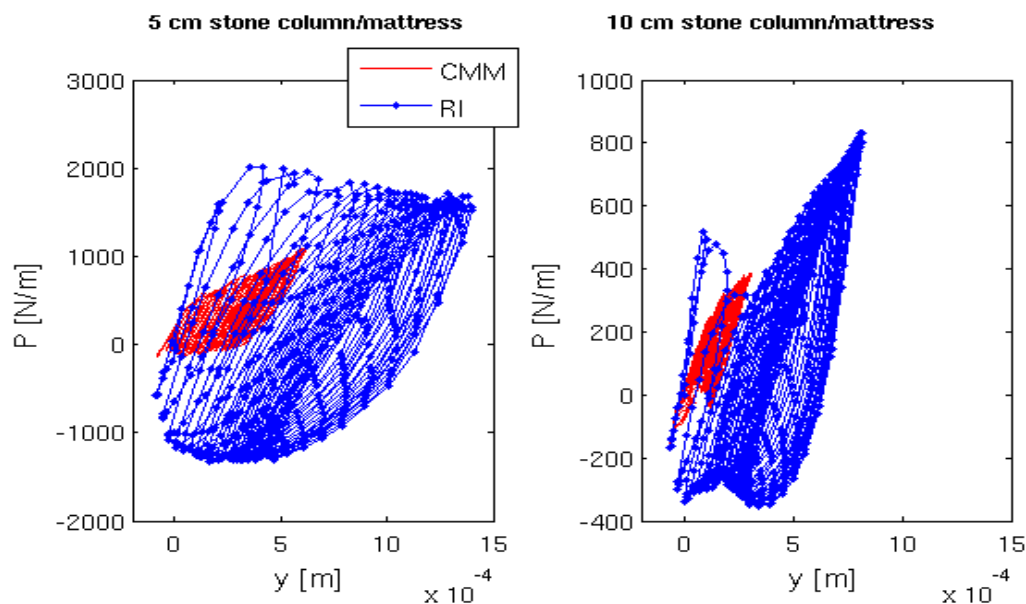 5 cm stone column/mattress
10 cm stone column/mattress
CMM
RI
3000
2000
1000
0
-1000
-2000
P [N/m]
0
5
10
15
y [m]
x 10^-4
1000
800
600
400
200
0
-200
-400
P [N/m]
0
5
10
15
y [m]
x 10^-4